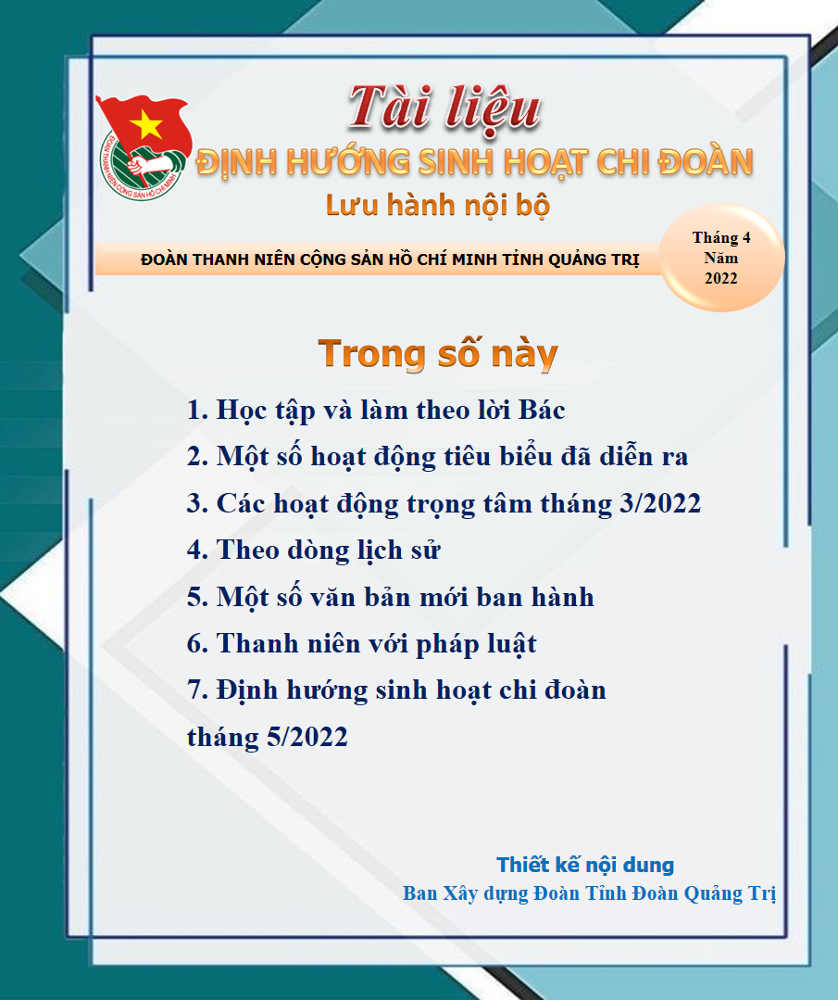 Tài liệu
ĐỊNH HƯỚNG SINH HOẠT CHI ĐOÀN
Lưu hành nội bộ
ĐOÀN THANH NIÊN CỘNG SẢN HỒ CHÍ MINH
ĐOÀN THANH NIÊN CỘNG SẢN HỒ CHÍ MINH TỈNH QUẢNG TRỊ
Tháng 4
Năm
2022
Trong số này
1. Học tập và làm theo lời Bác
2. Một số hoạt động tiêu biểu đã diễn ra
3. Các hoạt động trọng tâm tháng 3/2022
4. Theo dòng lịch sử
5. Một số văn bản mới ban hành
6. Thanh niên với pháp luật
7. Định hướng sinh hoạt chi đoàn
tháng 5/2022
Thiết kế nội dung
Ban Xây dựng Đoàn Tỉnh Đoàn Quảng Trị